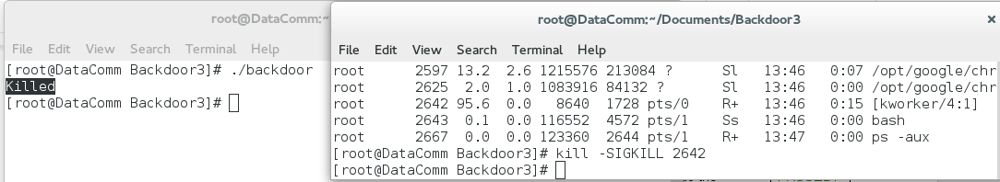 root@DataComm:~
File Edit View Search Terminal Help
[root@DataComm Backdoor3]# ./backdoor
Killed
[root@DataComm Backdoor3]#
root@DataComm:~/Documents/Backdoor3
File Edit View Search Terminal Help
root 2597 13.2 2.6 1215576 213084 ? Sl 13:46 0:07 /opt/google/chr
root 2625 2.0 1.0 1083916 84132 ? Sl 13:46 0:00 /opt/google/chr
root 2642 95.6 0.0 8640 1728 pts/0 R+ 13:46 0:15 [kworker/4:1]
root 2643 0.1 0.0 116552 4572 pts/1 Ss 13:46 0:00 bash
root 2667 0.0 0.0 123360 2644 pts/1 R+ 13:47 0:00 ps -aux
[root@DataComm Backdoor3]# kill -SIGKILL 2642
[root@DataComm Backdoor3]#